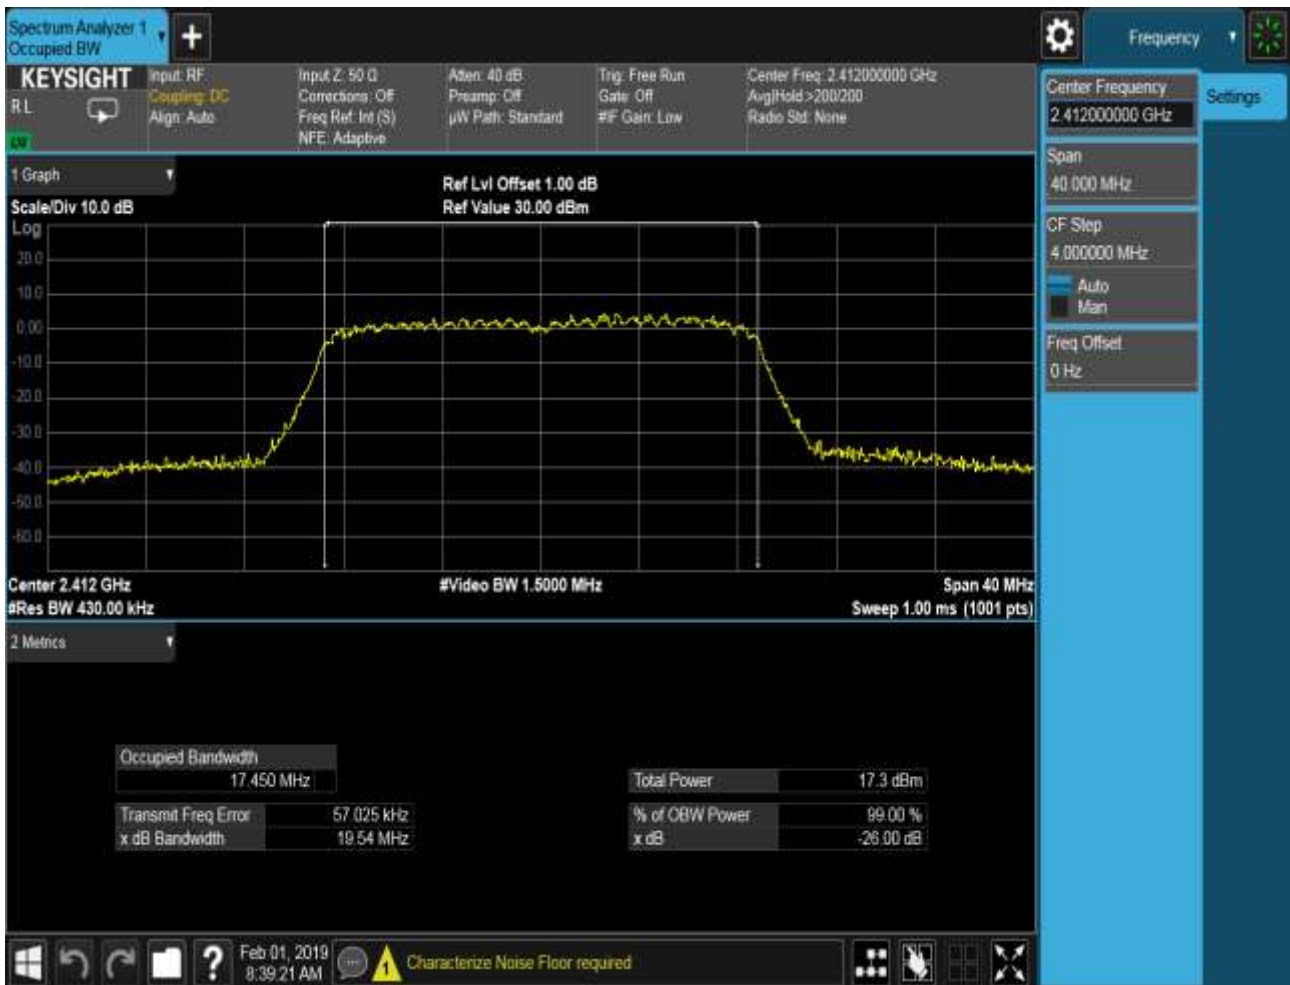 Spectrum Analyzer 1
Occupied BW
Frequency
KEYSIGHT
R L
Input: RF
Coupling: DC
Align: Auto
Input Z: 50 Ω
Corrections: Off
Freq Ref: Int (S)
NFE: Adaptive
Atten: 40 dB
Preamp: Off
µW Path: Standard
Trig: Free Run
Gate: Off
#IF Gain: Low
Center Freq: 2.412000000 GHz
Avg|Hold:>200/200
Radio Std: None
Center Frequency
2.412000000 GHz
Settings
Span
40.000 MHz
CF Step
4.000000 MHz
Auto
Man
Freq Offset
0 Hz
1 Graph
Scale/Div 10.0 dB
Ref Lvl Offset 1.00 dB
Ref Value 30.00 dBm
Log
20.0
10.0
0.00
-10.0
-20.0
-30.0
-40.0
-50.0
-60.0
Center 2.412 GHz
#Video BW 1.5000 MHz
Span 40 MHz
#Res BW 430.00 kHz
Sweep 1.00 ms (1001 pts)
2 Metrics
Occupied Bandwidth
17.450 MHz
Total Power 17.3 dBm
Transmit Freq Error 57.025 kHz
% of OBW Power 99.00 %
x dB Bandwidth 19.54 MHz
x dB -26.00 dB
?
Feb 01, 2019
8:39:21 AM
1
Characterize Noise Floor required